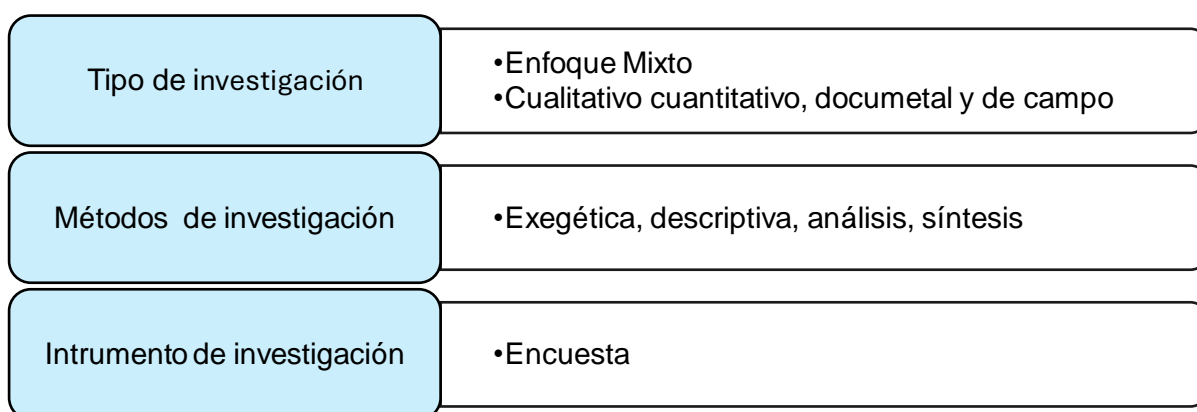 Tipo de investigación
•Enfoque Mixto
•Cualitativo cuantitativo, documetal y de campo
Métodos de investigación
•Exegética, descriptiva, análisis, síntesis
Intrumento de investigación
•Encuesta